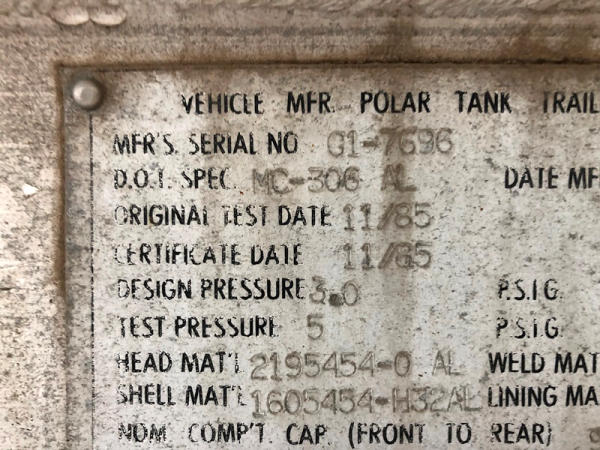 VEHICLE MFR. POLAR TANK TRAIL
MFR'S. SERIAL NO G1-7696
D.O.T. SPEC. MC-306 AL DATE MF
ORIGINAL TEST DATE 11/85
CERTIFICATE DATE 11/G5
DESIGN PRESSURE 3.0 P.S.I.G.
TEST PRESSURE 5 P.S.I.G.
HEAD MAT'L 2195454-0 AL WELD MAT
SHELL MAT'L 1605454-H32AL LINING MA
NOM. COMP'T. CAP. (FRONT TO REAR)